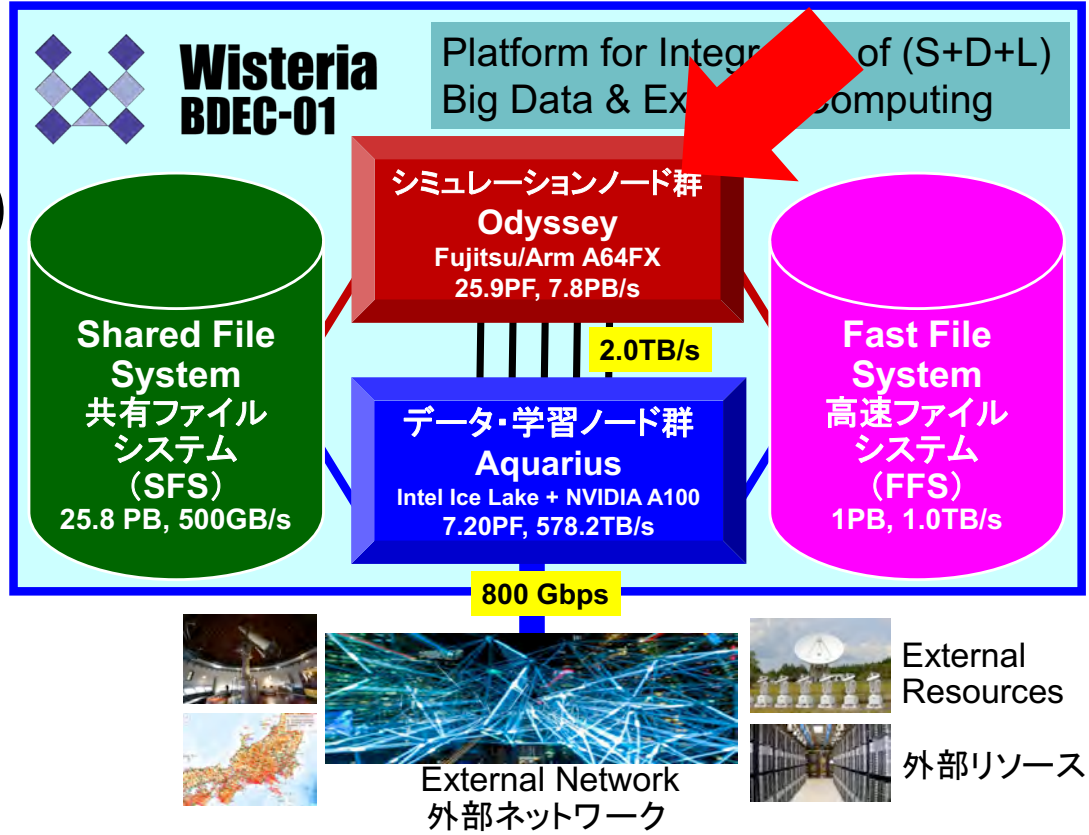 Wisteria
BDEC-01
Platform for Integr of (S+D+L)
Big Data & Ex omputing
シミュレーションノード群
Odyssey
Fujitsu/Arm A64FX
25.9PF, 7.8PB/s
Shared File
System
共有ファイル
システム
（SFS）
25.8 PB, 500GB/s
2.0TB/s
データ・学習ノード群
Aquarius
Intel Ice Lake + NVIDIA A100
7.20PF, 578.2TB/s
Fast File
System
高速ファイル
システム
（FFS）
1PB, 1.0TB/s
800 Gbps
External Network
外部ネットワーク
External
Resources
外部リソース